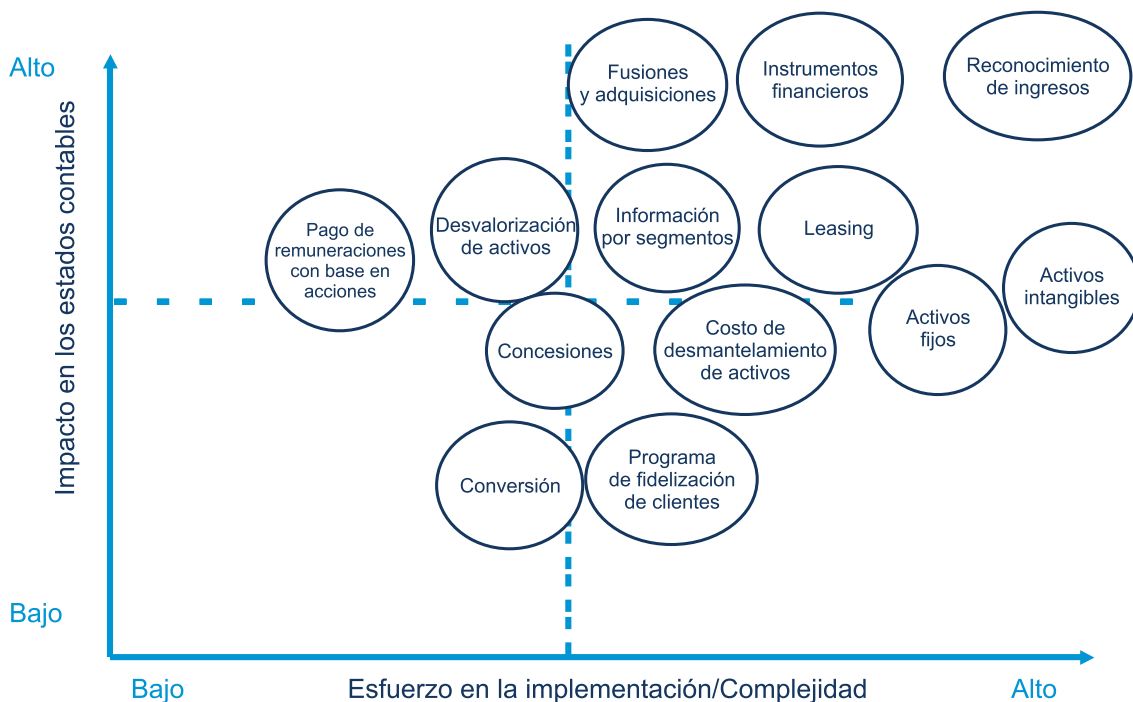 Alto
Impacto en los estados contables
Bajo
Fusiones
y adquisiciones
Instrumentos
financieros
Reconocimiento
de ingresos
Pago de
remuneraciones
con base en
acciones
Desvalorización
de activos
Información
por segmentos
Leasing
Activos
intangibles
Concesiones
Costo de
desmantelamiento
de activos
Activos
fijos
Conversión
Programa
de fidelización
de clientes
Bajo
Esfuerzo en la implementación/Complejidad
Alto